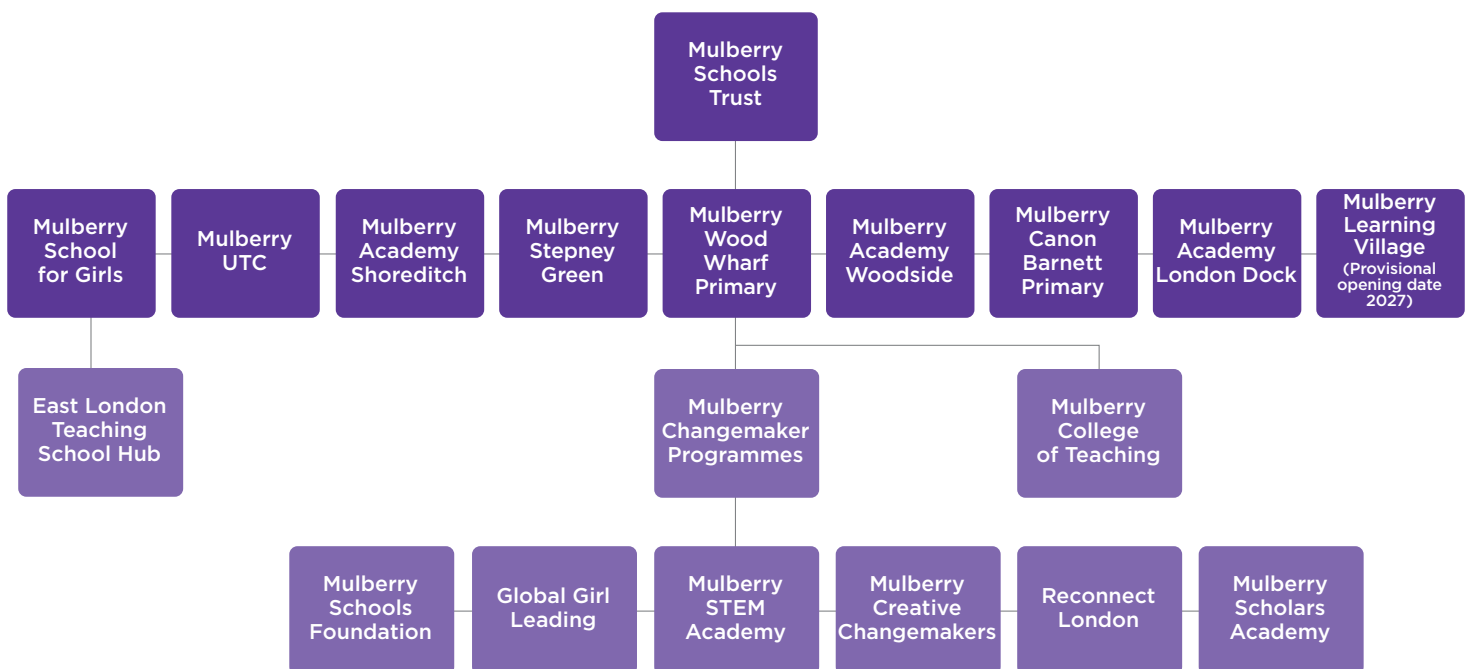 Mulberry
Schools
Trust
Mulberry
School
for Girls
Mulberry
UTC
Mulberry
Academy
Shoreditch
Mulberry
Stepney
Green
Mulberry
Wood
Wharf
Primary
Mulberry
Academy
Woodside
Mulberry
Canon
Barnett
Primary
Mulberry
Academy
London Dock
Mulberry
Learning
Village
(Provisional
opening date
2027)
East London
Teaching
School Hub
Mulberry
Changemaker
Programmes
Mulberry
College
of Teaching
Mulberry
Schools
Foundation
Global Girl
Leading
Mulberry
STEM
Academy
Mulberry
Creative
Changemakers
Reconnect
London
Mulberry
Scholars
Academy